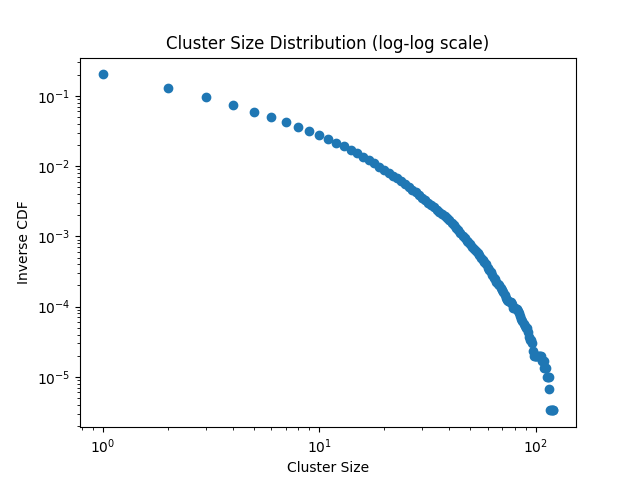 Cluster Size Distribution (log-log scale)
Inverse CDF
10⁻¹
10⁻²
10⁻³
10⁻⁴
10⁻⁵
10⁰ 10¹ 10²
Cluster Size